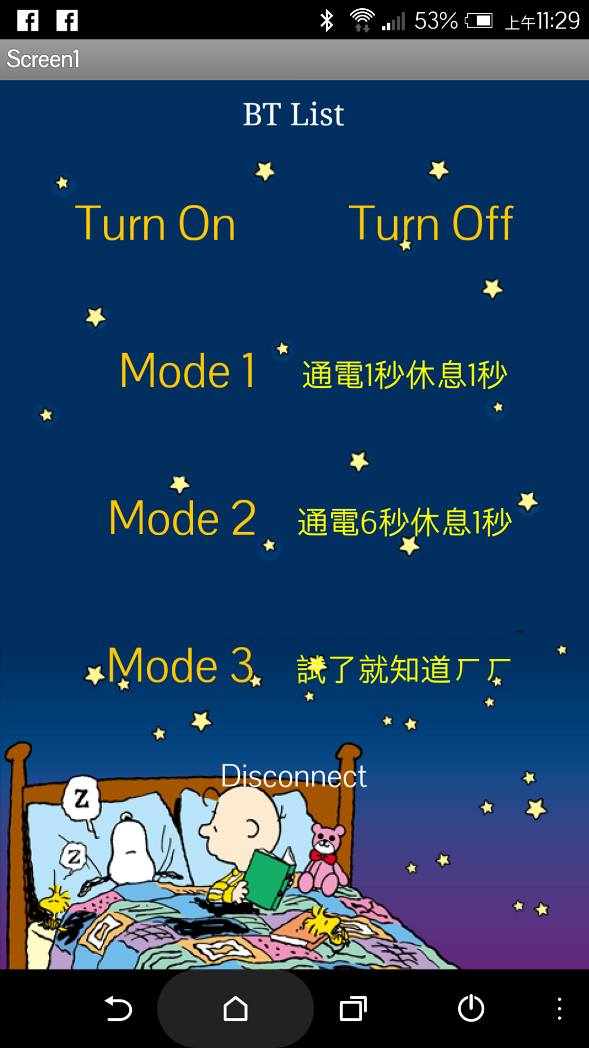 53% 上午11:29
Screen1
BT List
Turn On Turn Off
Mode 1 通電1秒休息1秒
Mode 2 通電6秒休息1秒
Mode 3 試了就知道ㄏㄏ
Disconnect
Z
Z